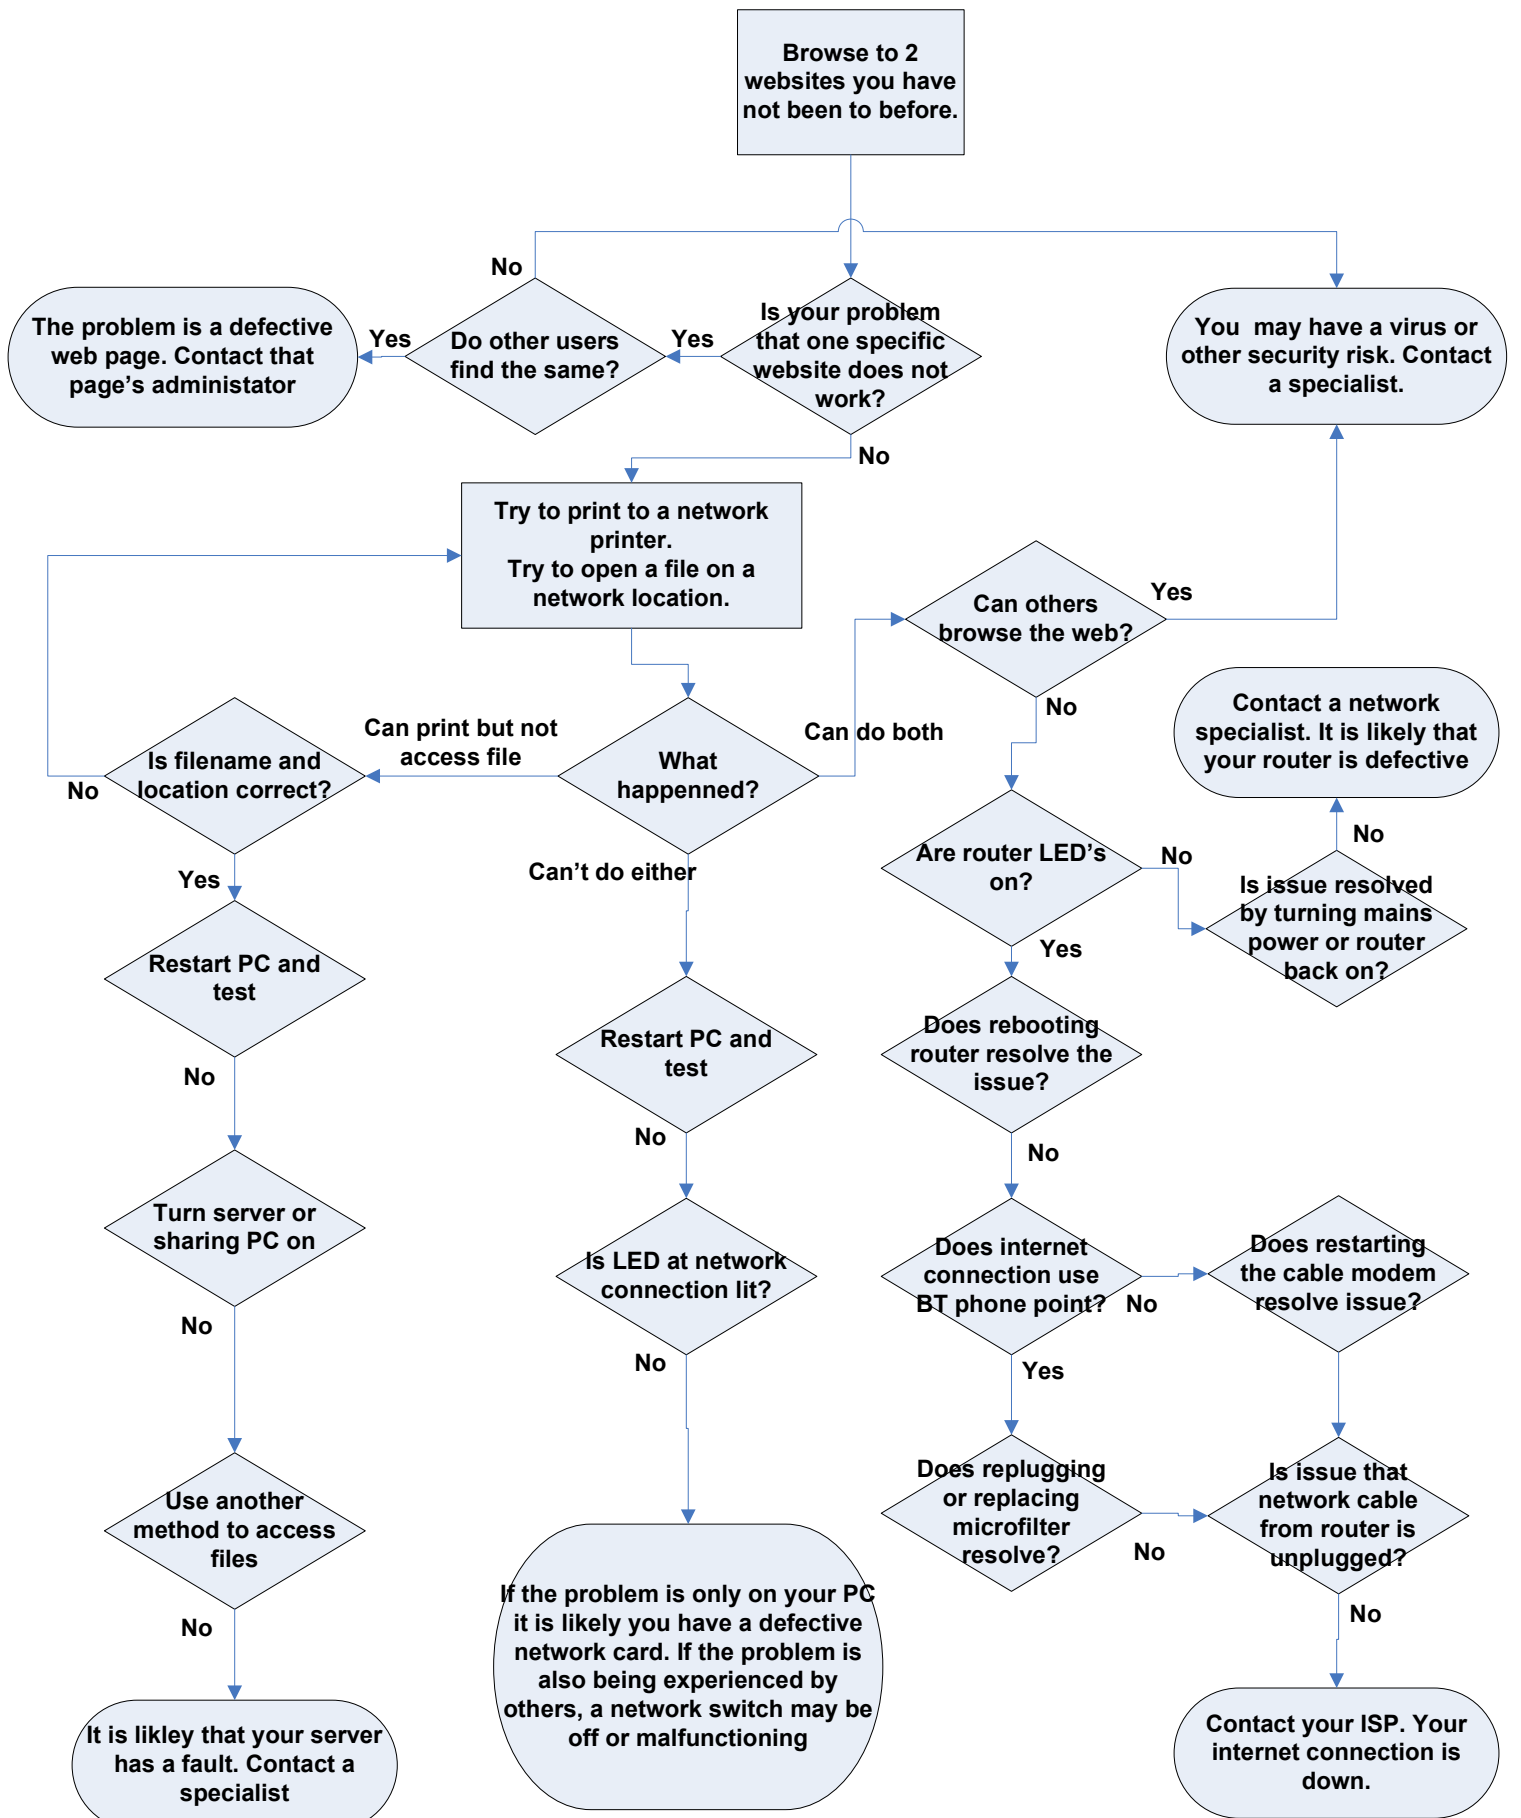 Browse to 2
websites you have
not been to before.
No
The problem is a defective
web page. Contact that
page's administator
Yes
Do other users
find the same?
Yes
Is your problem
that one specific
website does not
work?
You  may have a virus or
other security risk. Contact
a specialist.
No
Try to print to a network
printer.
Try to open a file on a
network location.
Can others
browse the web?
Yes
No
Contact a network
specialist. It is likely that
your router is defective
Is filename and
location correct?
No
Can print but not
access file
What
happenned?
Can do both
Can't do either
Yes
Are router LED's
on?
No
No
Is issue resolved
by turning mains
power or router
back on?
Yes
Restart PC and
test
Restart PC and
test
Does rebooting
router resolve the
issue?
No
No
No
Turn server or
sharing PC on
Is LED at network
connection lit?
Does internet
connection use
BT phone point?
No
Does restarting
the cable modem
resolve issue?
No
No
Yes
Use another
method to access
files
Does replugging
or replacing
microfilter
resolve?
No
Is issue that
network cable
from router is
unplugged?
No
No
If the problem is only on your PC
it is likely you have a defective
network card. If the problem is
also being experienced by
others, a network switch may be
off or malfunctioning
It is likley that your server
has a fault. Contact a
specialist
Contact your ISP. Your
internet connection is
down.